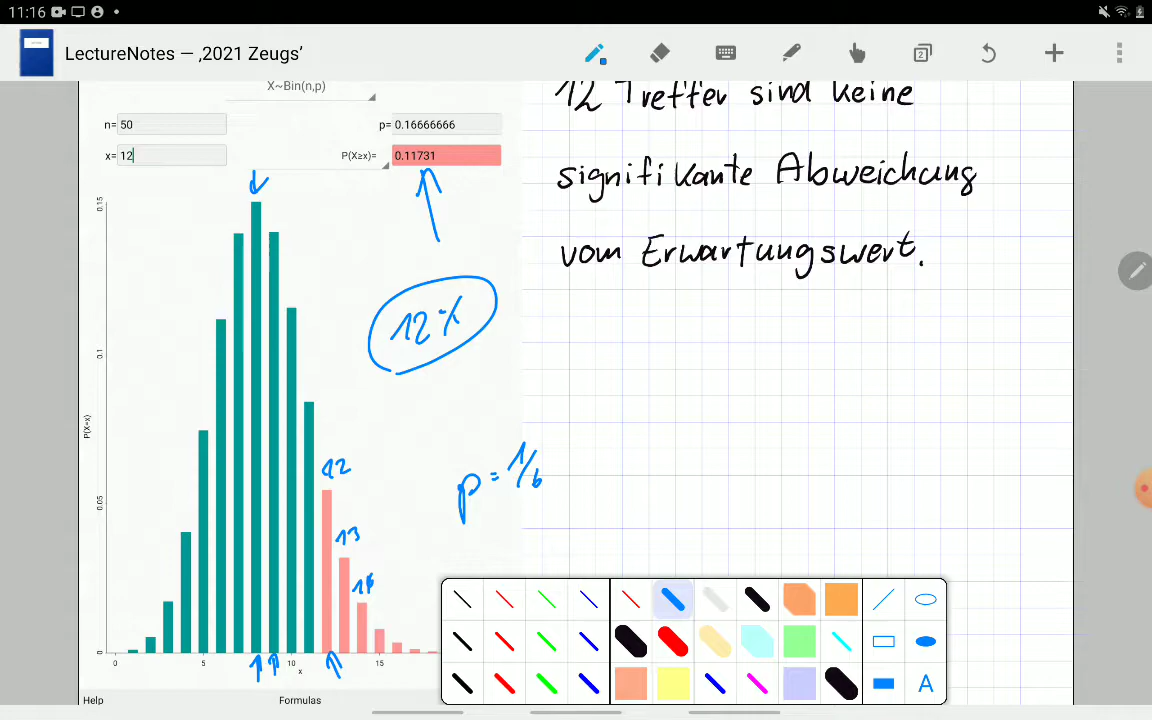 11:16
LectureNotes — ‚2021 Zeugs’
2
X~Bin(n,p)
n= 50
p= 0.16666666
x= 12
P(X≥x)= 0.11731
12 Treffer sind keine
signifikante Abweichung
vom Erwartungswert.
0.15
0.1
0.05
0
P(X=x)
12%
p = 1/6
12
13
14
0 5 10 15
x
Help Formulas
A